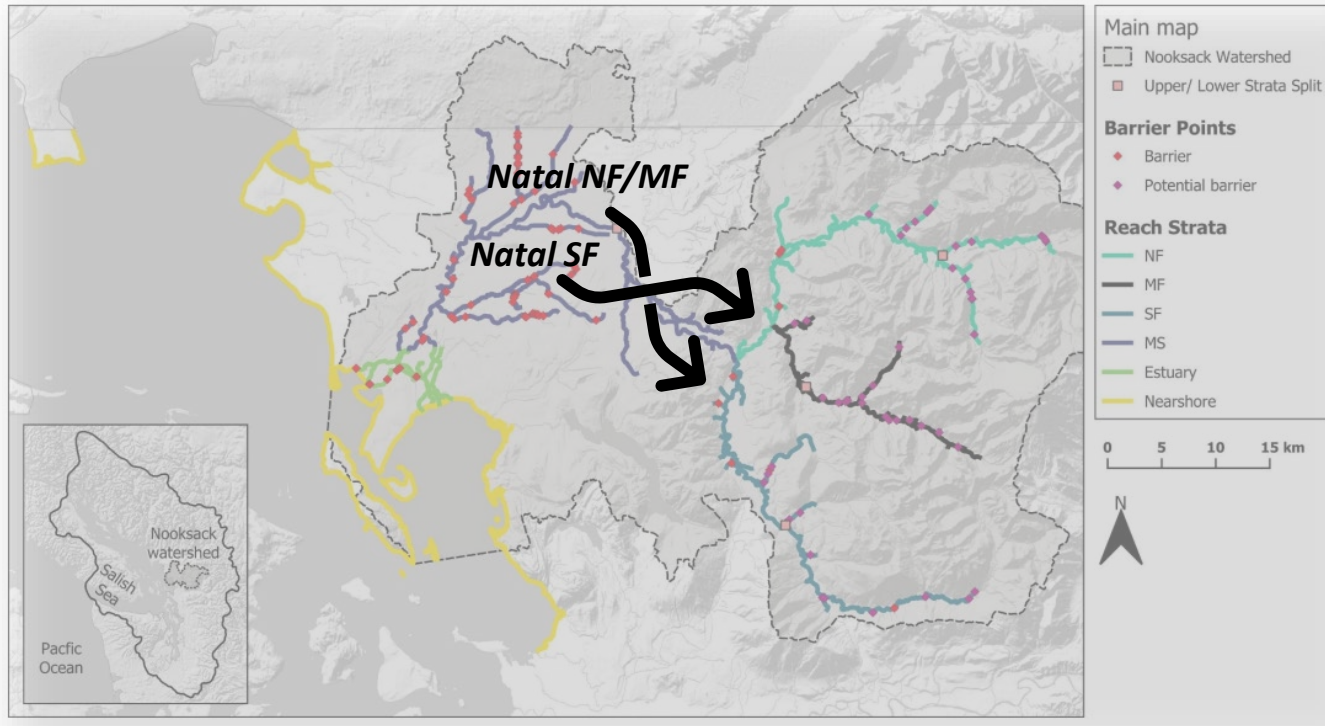 Natal NF/MF
Natal SF
Nooksack
watershed
Salish
Sea
Pacfic
Ocean
Main map
Nooksack Watershed
Upper/ Lower Strata Split
Barrier Points
Barrier
Potential barrier
Reach Strata
NF
MF
SF
MS
Estuary
Nearshore
0 5 10 15 km
N